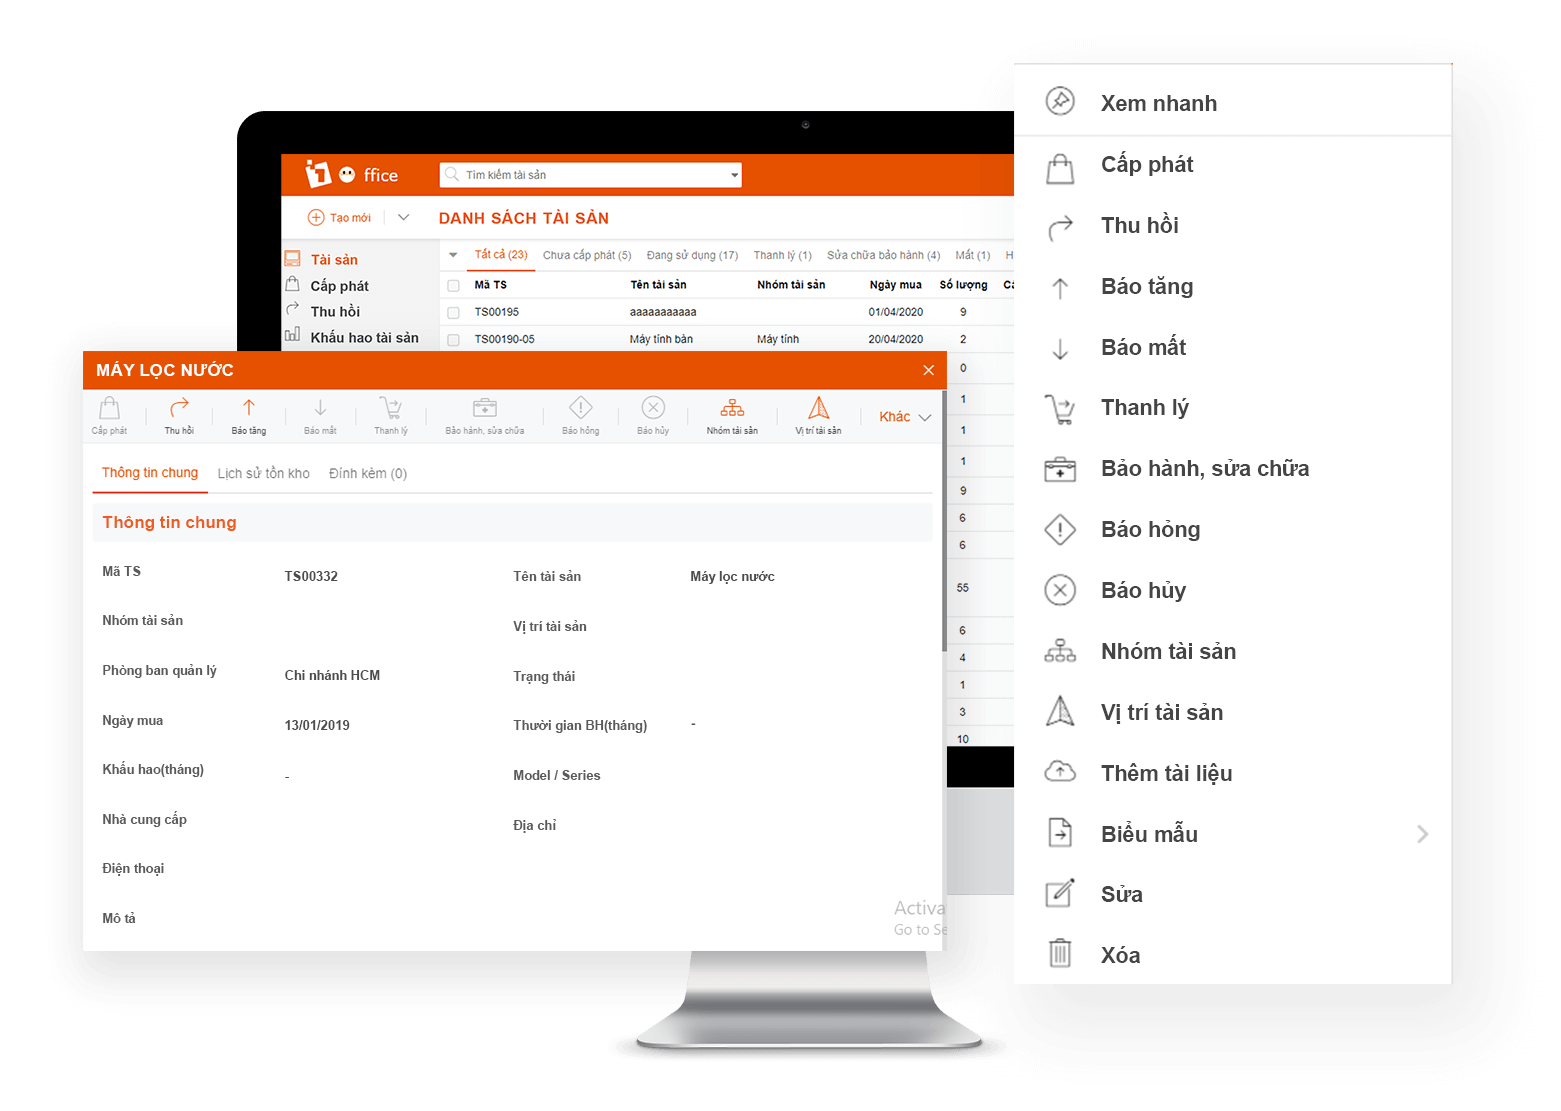 ffice
Tìm kiếm tài sản
Tạo mới
DANH SÁCH TÀI SẢN
Tài sản
Cấp phát
Thu hồi
Khấu hao tài sản
Tất cả (23) Chưa cấp phát (5) Đang sử dụng (17) Thanh lý (1) Sửa chữa bảo hành (4) Mất (1) H
Mã TS Tên tài sản Nhóm tài sản Ngày mua Số lượng Cá
TS00195 aaaaaaaaaaa 01/04/2020 9
TS00190-05 Máy tính bàn Máy tính 20/04/2020 2
0
1
1
1
9
6
6
55
6
4
1
3
10
MÁY LỌC NƯỚC
Cấp phát Thu hồi Báo tăng Báo mất Thanh lý Bảo hành, sửa chữa Báo hỏng Báo hủy Nhóm tài sản Vị trí tài sản Khác
Thông tin chung Lịch sử tồn kho Đính kèm (0)
Thông tin chung
Mã TS TS00332 Tên tài sản Máy lọc nước
Nhóm tài sản Vị trí tài sản
Phòng ban quản lý Chi nhánh HCM Trạng thái
Ngày mua 13/01/2019 Thười gian BH(tháng) -
Khấu hao(tháng) - Model / Series
Nhà cung cấp Địa chỉ
Điện thoại
Mô tả
Activa
Go to Se
Xem nhanh
Cấp phát
Thu hồi
Báo tăng
Báo mất
Thanh lý
Bảo hành, sửa chữa
Báo hỏng
Báo hủy
Nhóm tài sản
Vị trí tài sản
Thêm tài liệu
Biểu mẫu
Sửa
Xóa